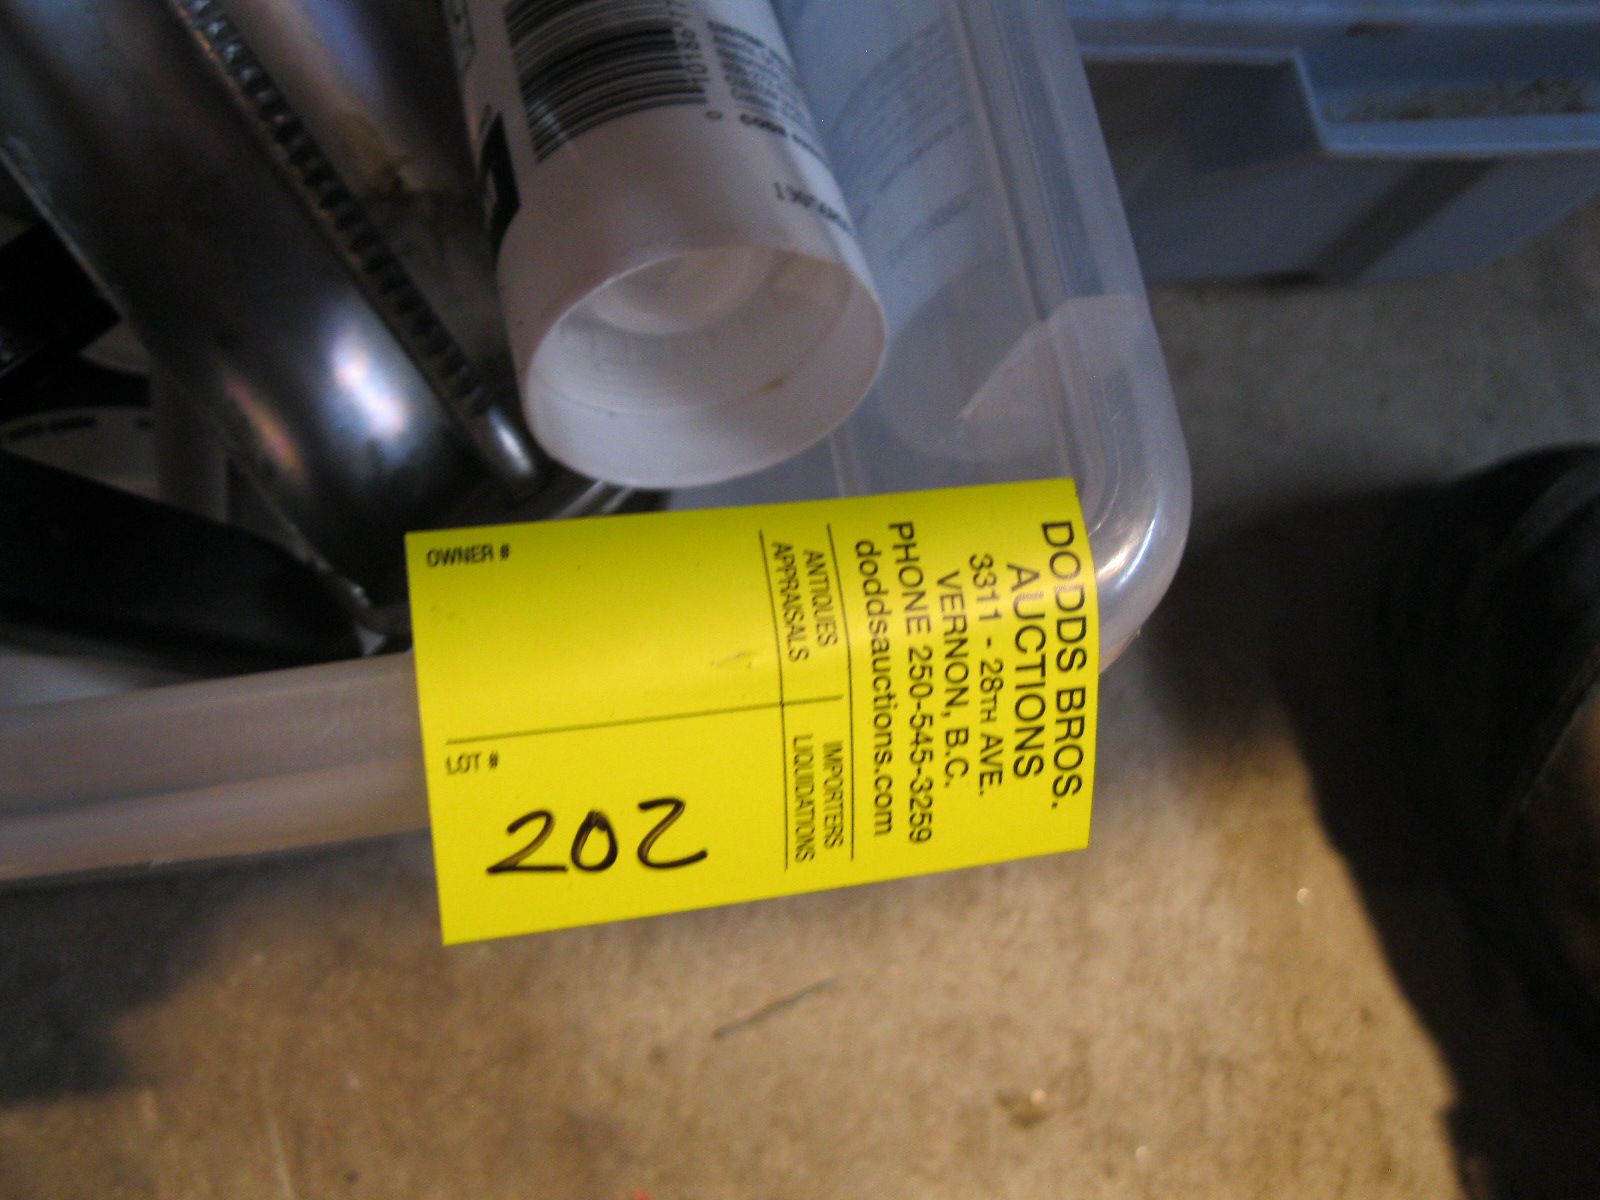 DODDS BROS.
AUCTIONS
3311 - 28TH AVE.
VERNON, B.C.
PHONE 250-545-3259
doddsauctions.com
ANTIQUES
APPRAISALS
IMPORTERS
LIQUIDATIONS
OWNER #
LOT #
202